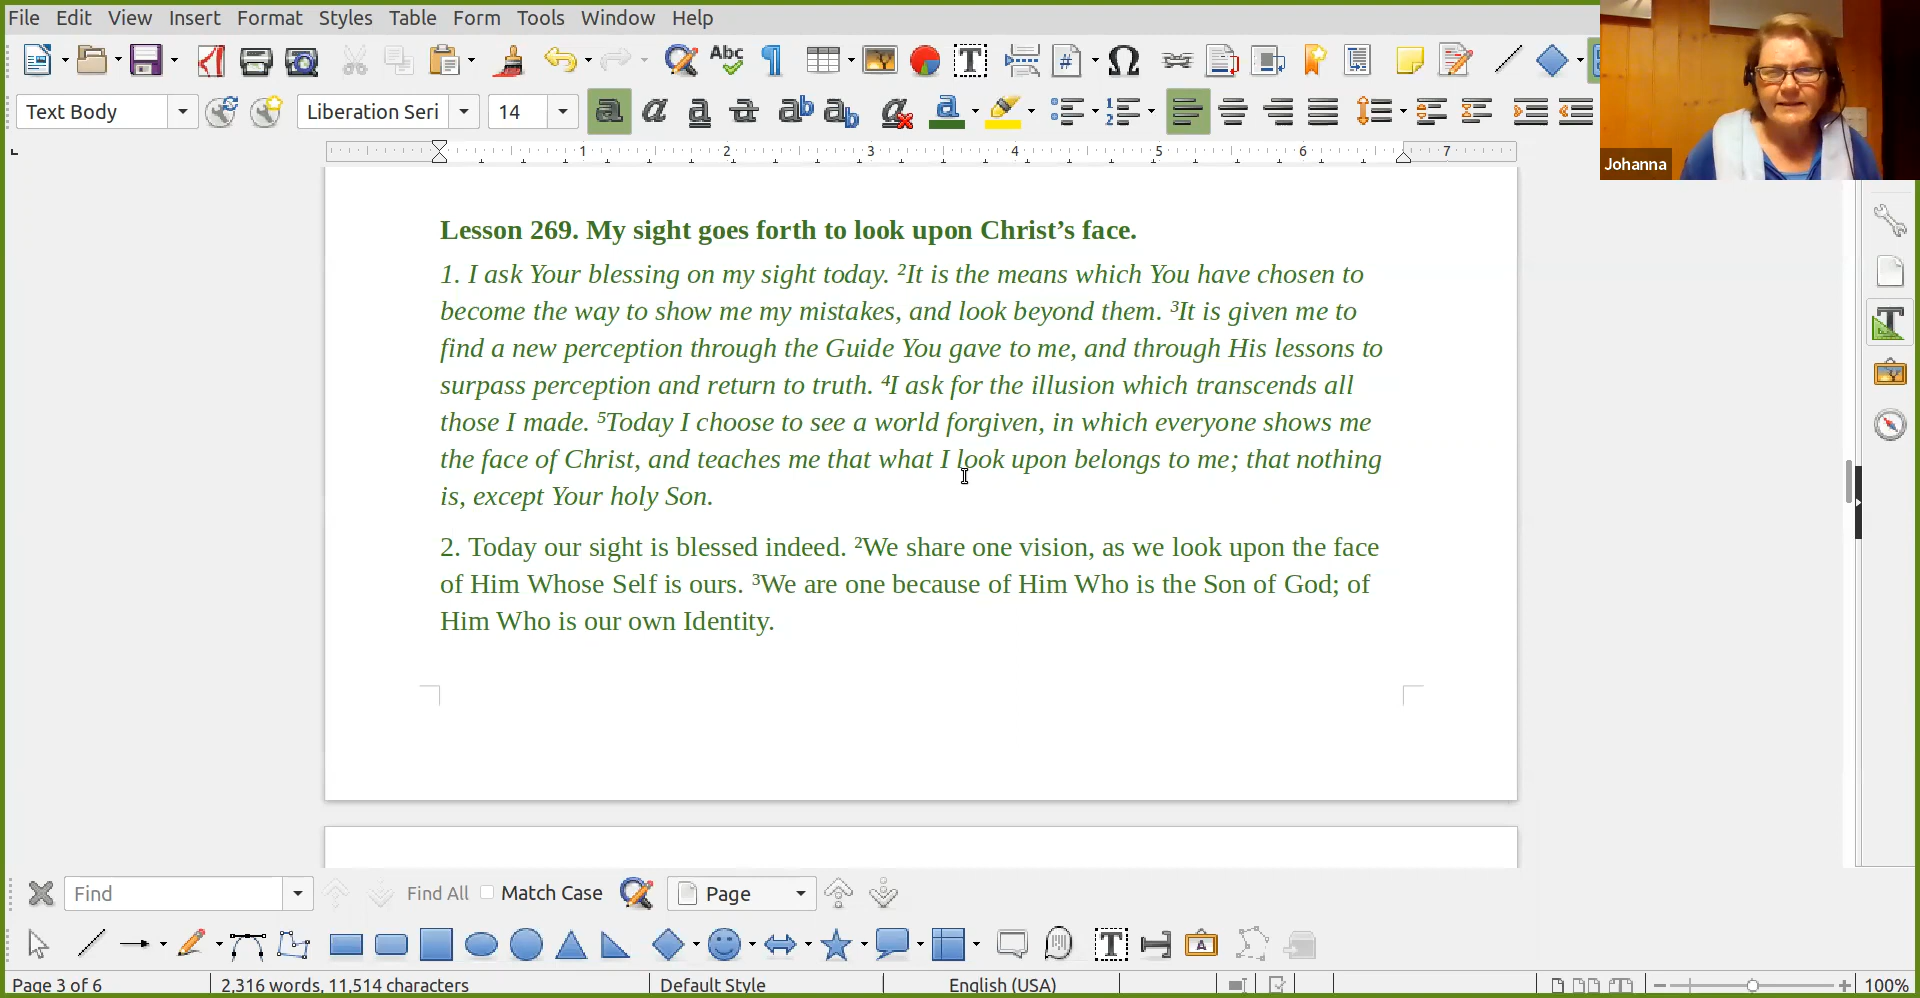 File Edit View Insert Format Styles Table Form Tools Window Help
Abc
Text Body Liberation Seri 14
1 2 3 4 5 6 7
Johanna
Lesson 269. My sight goes forth to look upon Christ’s face.
1. I ask Your blessing on my sight today. ²It is the means which You have chosen to
become the way to show me my mistakes, and look beyond them. ³It is given me to
find a new perception through the Guide You gave to me, and through His lessons to
surpass perception and return to truth. ⁴I ask for the illusion which transcends all
those I made. ⁵Today I choose to see a world forgiven, in which everyone shows me
the face of Christ, and teaches me that what I look upon belongs to me; that nothing
is, except Your holy Son.
2. Today our sight is blessed indeed. ²We share one vision, as we look upon the face
of Him Whose Self is ours. ³We are one because of Him Who is the Son of God; of
Him Who is our own Identity.
Find Find All Match Case Page
Page 3 of 6 2,316 words, 11,514 characters Default Style English (USA) 100%